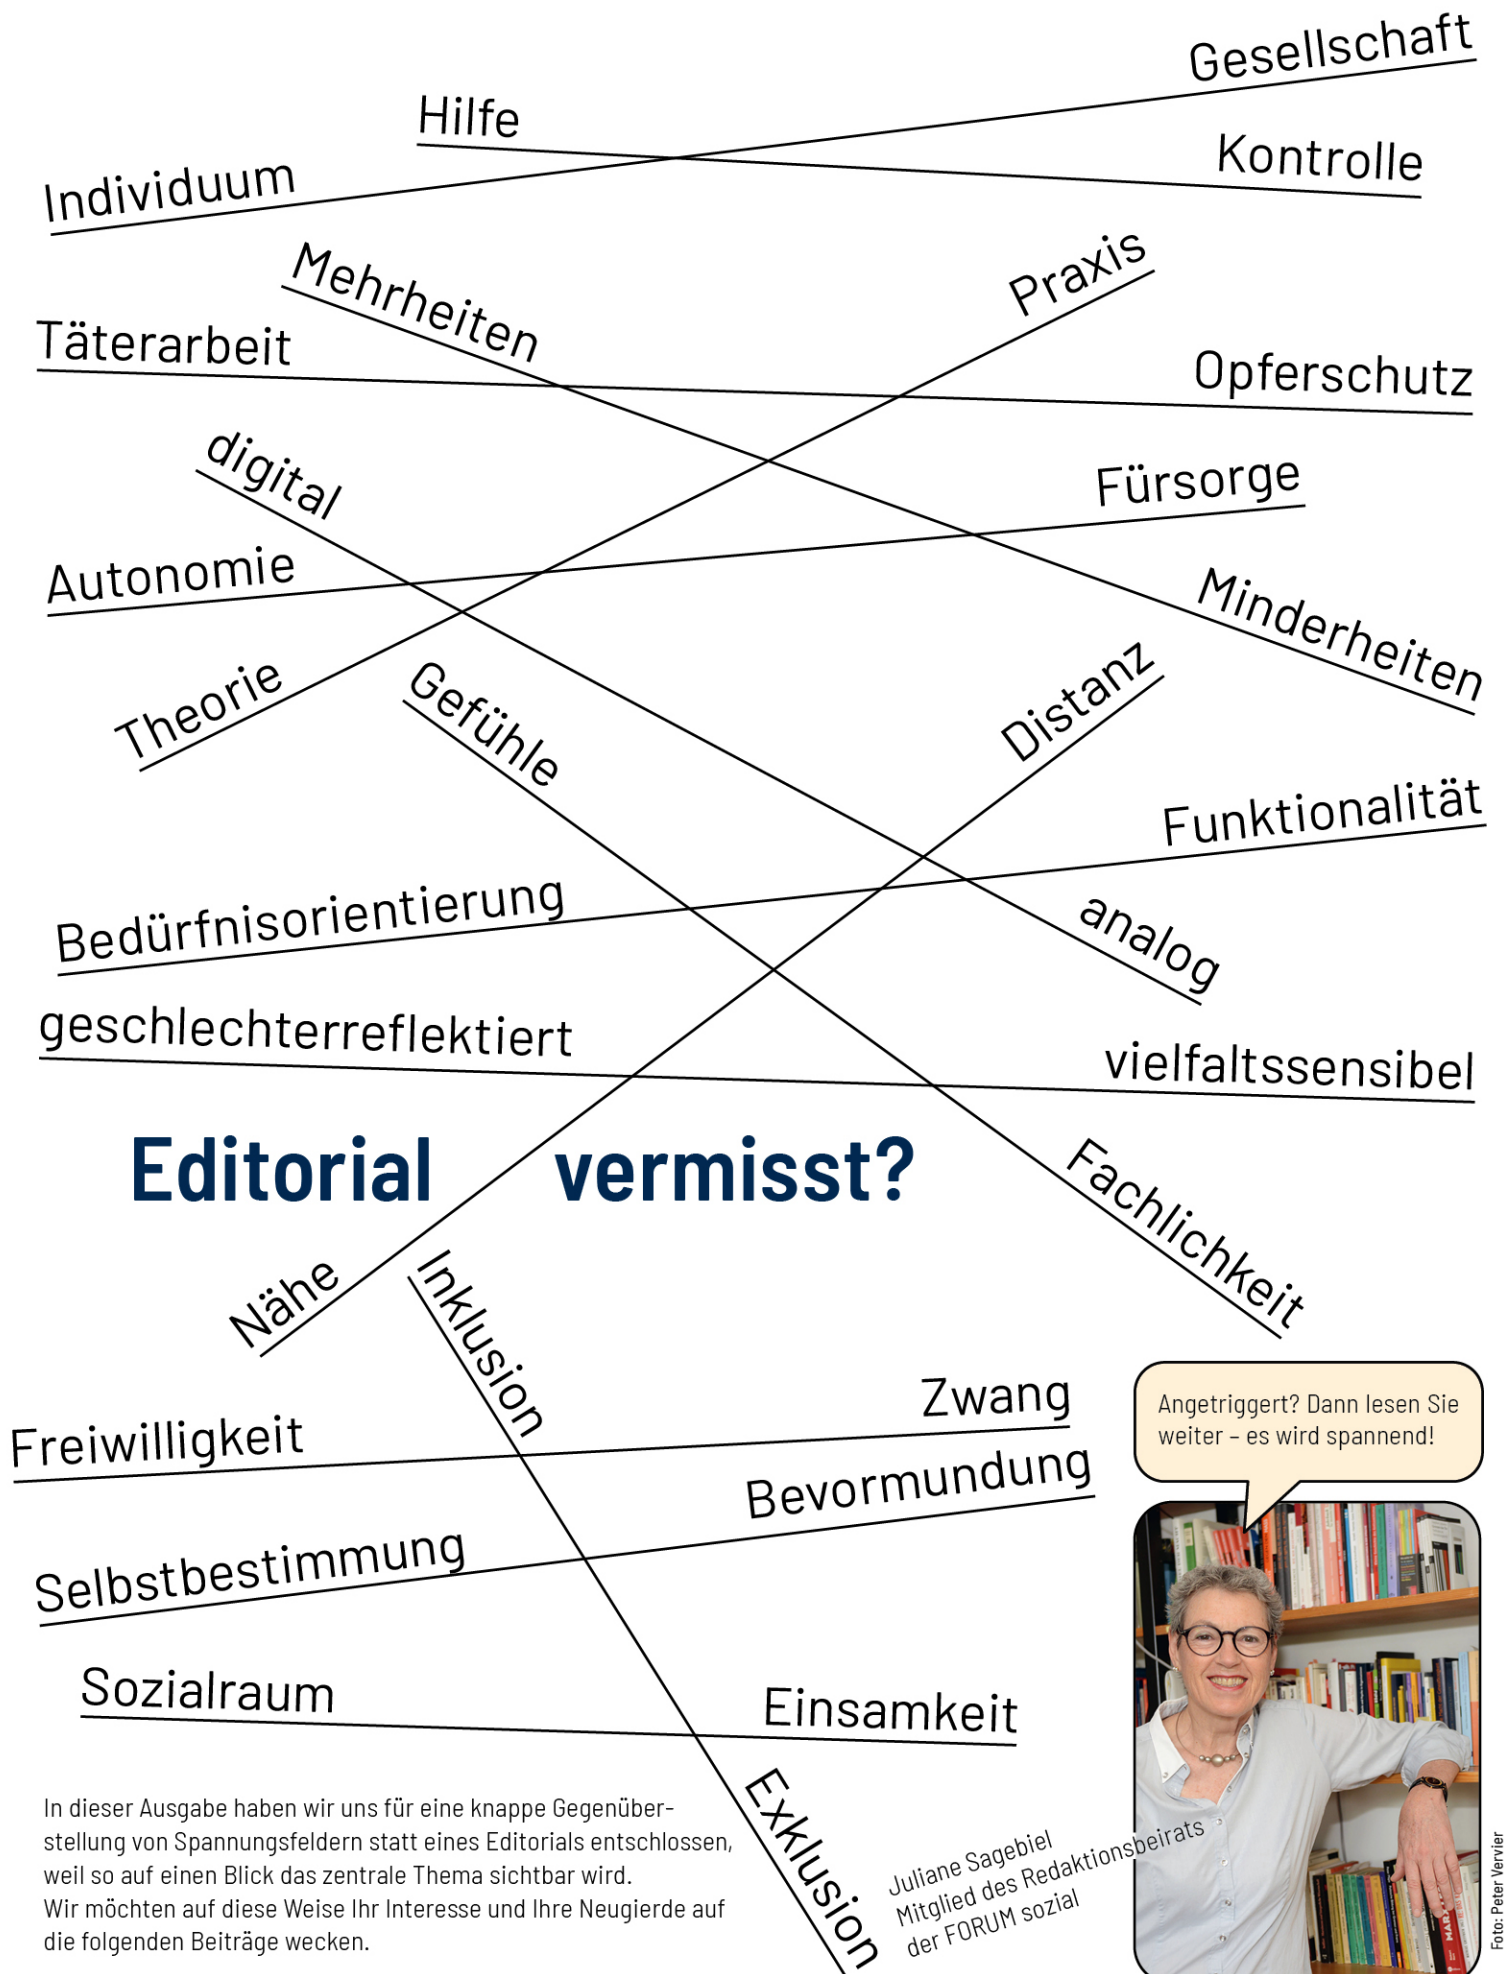 Gesellschaft
Hilfe
Kontrolle
Individuum
Praxis
Mehrheiten
Täterarbeit
Opferschutz
digital
Fürsorge
Autonomie
Minderheiten
Theorie
Gefühle
Distanz
Funktionalität
Bedürfnisorientierung
analog
geschlechterreflektiert
vielfaltssensibel
Editorial vermisst?
Fachlichkeit
Nähe
Inklusion
Zwang
Freiwilligkeit
Bevormundung
Selbstbestimmung
Sozialraum
Einsamkeit
Exklusion
Angetriggert? Dann lesen Sie
weiter – es wird spannend!
In dieser Ausgabe haben wir uns für eine knappe Gegenüber-
stellung von Spannungsfeldern statt eines Editorials entschlossen,
weil so auf einen Blick das zentrale Thema sichtbar wird.
Wir möchten auf diese Weise Ihr Interesse und Ihre Neugierde auf
die folgenden Beiträge wecken.
Juliane Sagebiel
Mitglied des Redaktionsbeirats
der FORUM sozial
Foto: Peter Vervier